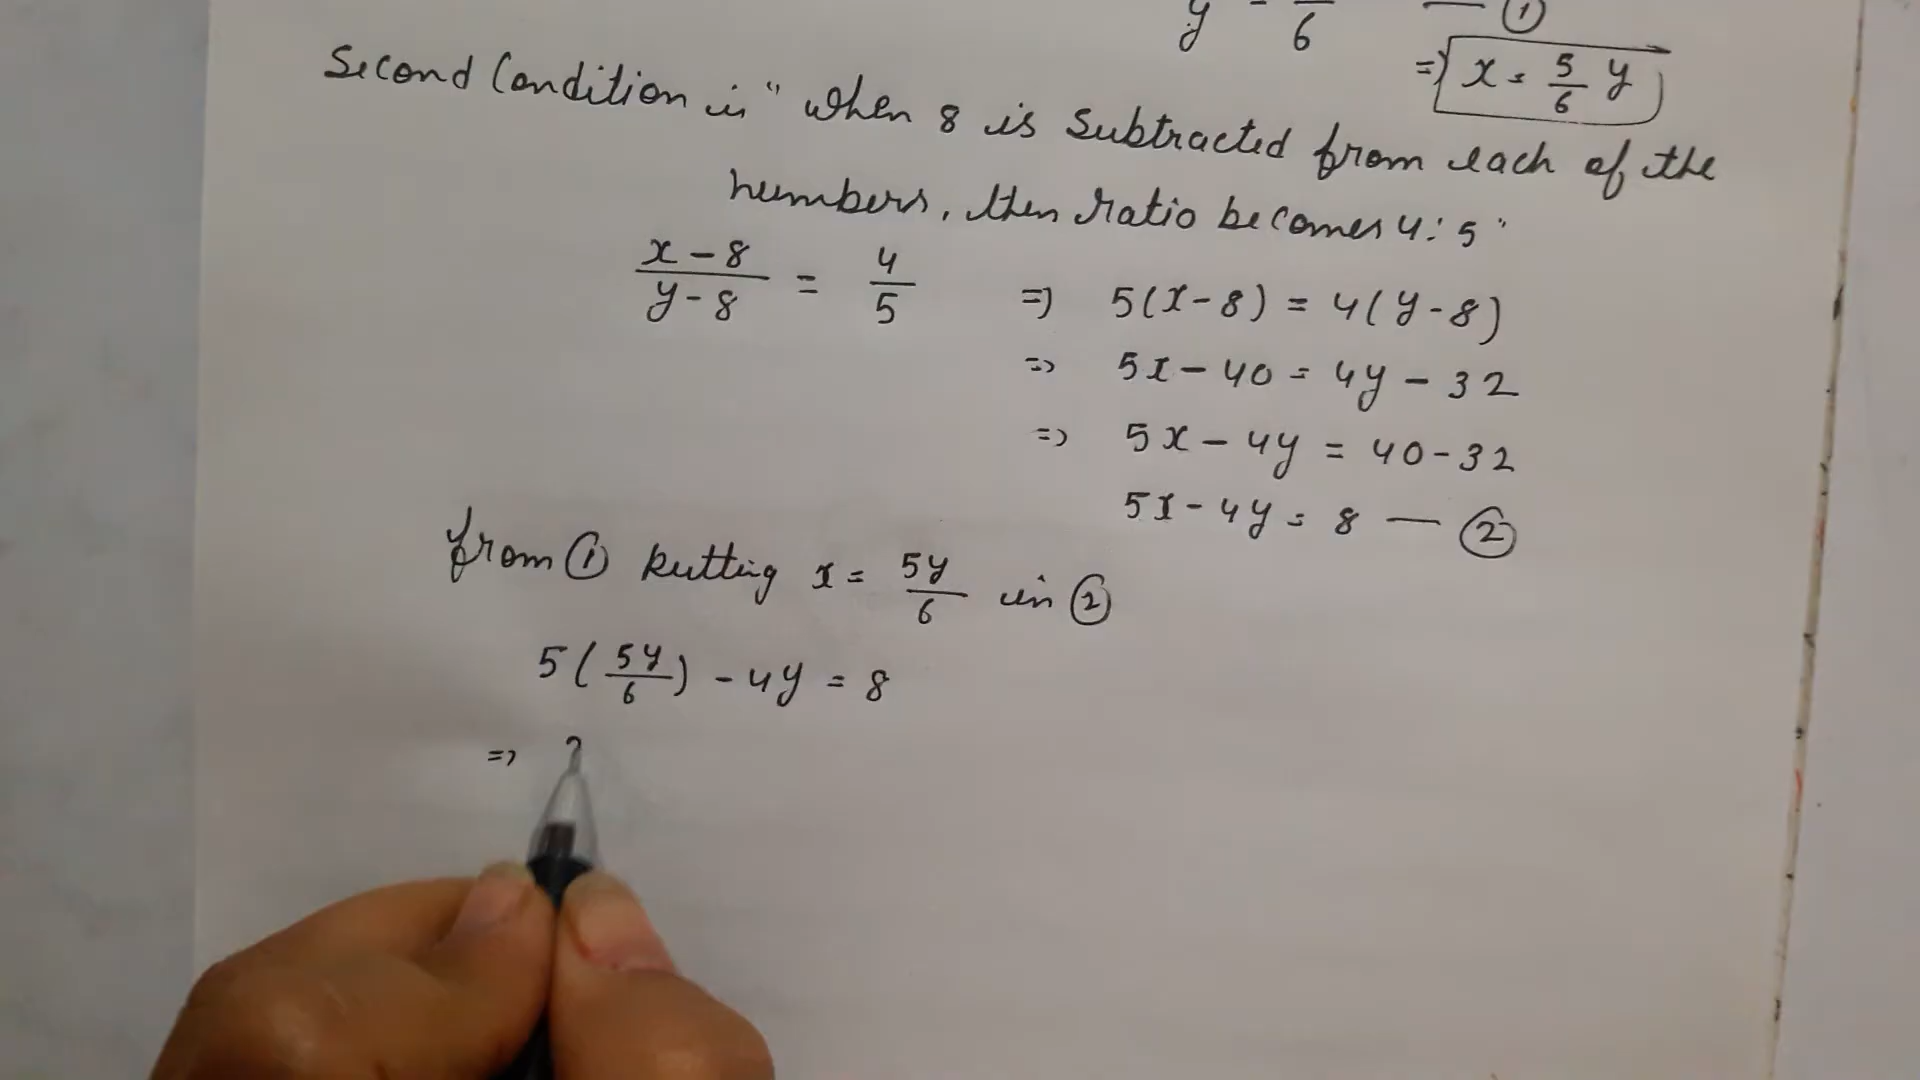 y = /6 — ①
=) x = 5/6 y
Second Condition is " when 8 is subtracted from each of the
numbers, then ratio becomes 4:5"
x-8/y-8 = 4/5 => 5(x-8) = 4(y-8)
=> 5x-40 = 4y-32
=> 5x-4y = 40-32
5x-4y = 8 — ②
from ① putting x = 5y/6 in ②
5(5y/6) - 4y = 8
=> 2